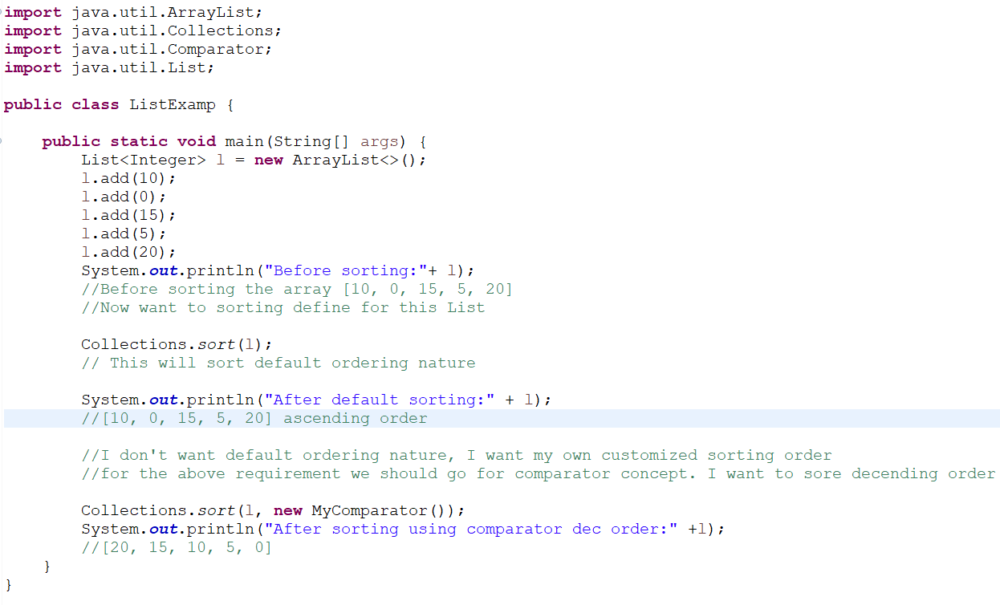 import java.util.ArrayList;
import java.util.Collections;
import java.util.Comparator;
import java.util.List;

public class ListExamp {

    public static void main(String[] args) {
        List<Integer> l = new ArrayList<>();
        l.add(10);
        l.add(0);
        l.add(15);
        l.add(5);
        l.add(20);
        System.out.println("Before sorting:"+ l);
        //Before sorting the array [10, 0, 15, 5, 20]
        //Now want to sorting define for this List

        Collections.sort(l);
        // This will sort default ordering nature

        System.out.println("After default sorting:" + l);
        //[10, 0, 15, 5, 20] ascending order

        //I don't want default ordering nature, I want my own customized sorting order
        //for the above requirement we should go for comparator concept. I want to sore decending order

        Collections.sort(l, new MyComparator());
        System.out.println("After sorting using comparator dec order:" +l);
        //[20, 15, 10, 5, 0]
    }
}